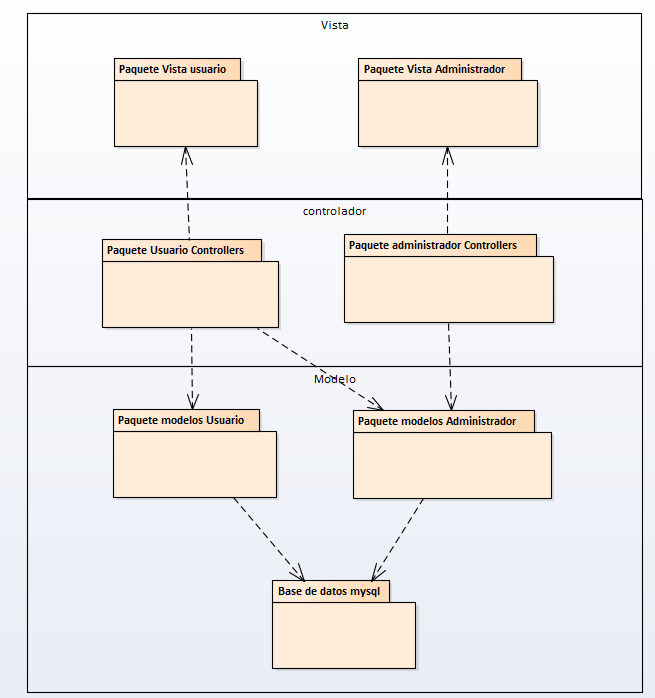 Vista
Paquete Vista usuario
Paquete Vista Administrador
controlador
Paquete Usuario Controllers
Paquete administrador Controllers
Modelo
Paquete modelos Usuario
Paquete modelos Administrador
Base de datos mysql